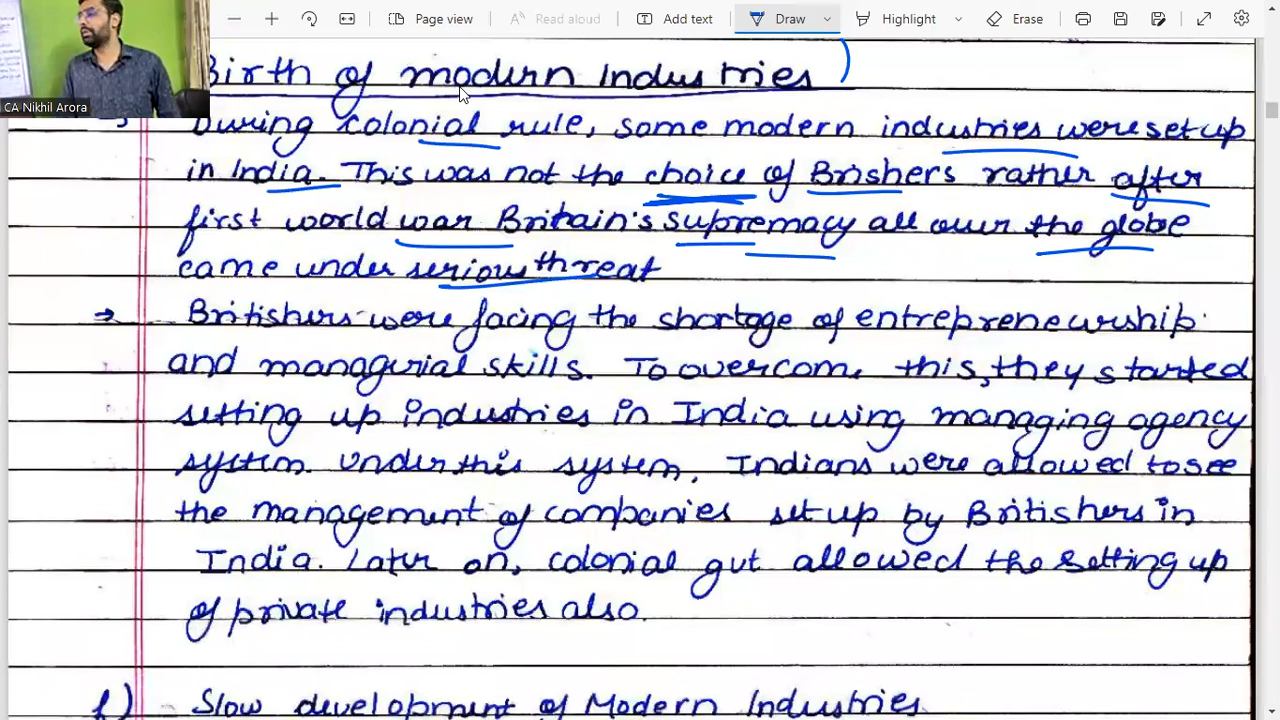 Page view
Read aloud
Add text
Draw
Highlight
Erase
CA Nikhil Arora
Birth of modern Industries
During colonial rule, some modern industries were set up
in India. This was not the choice of Brishers rather after
first world war Britain's supremacy all over the globe
came under serious threat
→ Britishers were facing the shortage of entrepreneurship
and managerial skills. To overcome this, they started
setting up industries in India using managing agency
system. Under this system, Indians were allowed to see
the management of companies set up by Britishers in
India. Later on, colonial gvt allowed the setting up
of private industries also.
f) Slow development of Modern Industries